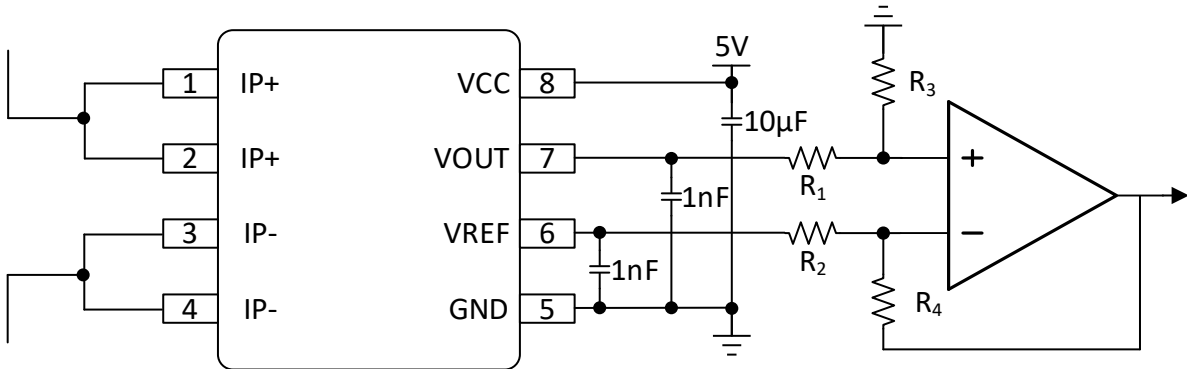 1 IP+ VCC 8 5V
R3
10µF
2 IP+ VOUT 7
R1
+
1nF
3 IP- VREF 6
R2
−
1nF
4 IP- GND 5
R4